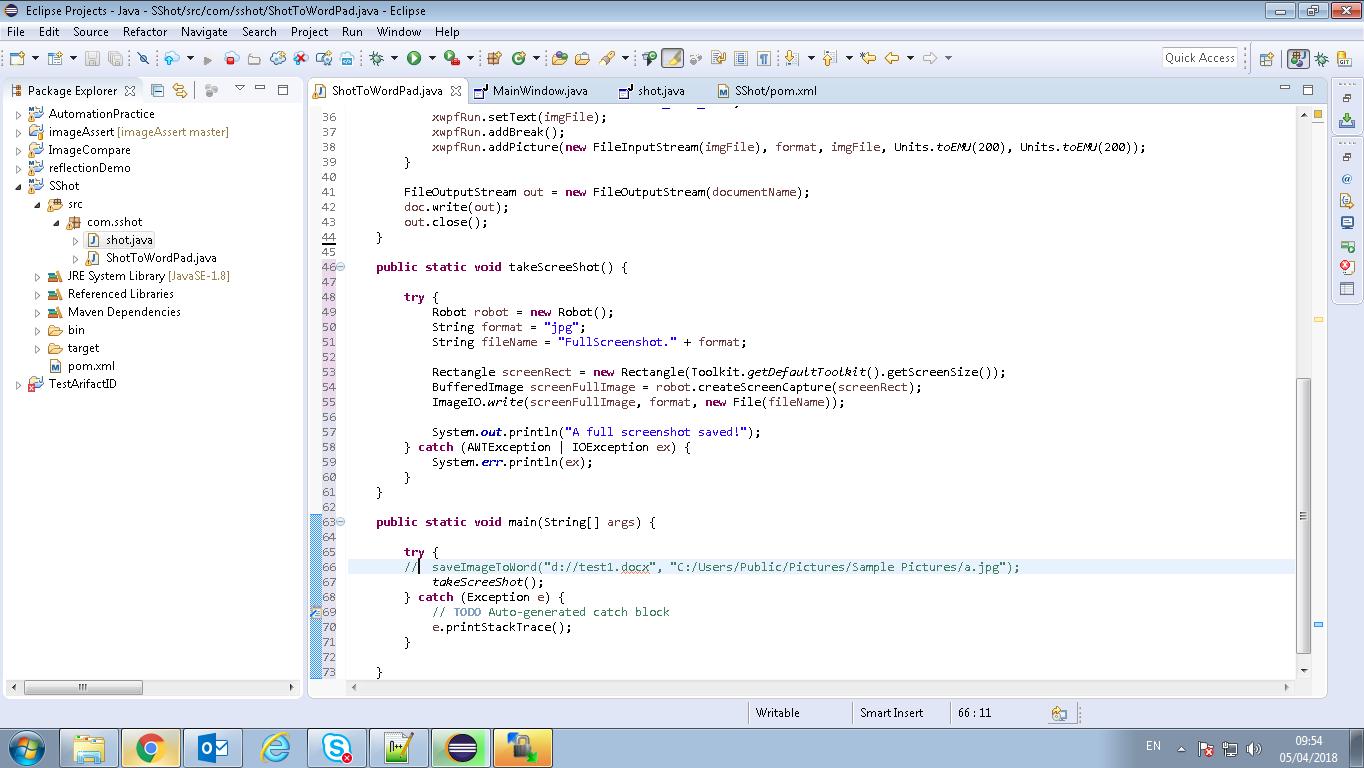 Eclipse Projects - Java - SShot/src/com/sshot/ShotToWordPad.java - Eclipse
File Edit Source Refactor Navigate Search Project Run Window Help
Quick Access
Package Explorer
ShotToWordPad.java MainWindow.java shot.java SShot/pom.xml
AutomationPractice
imageAssert [imageAssert master]
ImageCompare
reflectionDemo
SShot
src
com.sshot
shot.java
ShotToWordPad.java
JRE System Library [JavaSE-1.8]
Referenced Libraries
Maven Dependencies
bin
target
pom.xml
TestArifactID
36 xwpfRun.setText(imgFile);
37 xwpfRun.addBreak();
38 xwpfRun.addPicture(new FileInputStream(imgFile), format, imgFile, Units.toEMU(200), Units.toEMU(200));
39 }
40
41 FileOutputStream out = new FileOutputStream(documentName);
42 doc.write(out);
43 out.close();
44 }
45
46 public static void takeScreeShot() {
47
48 try {
49 Robot robot = new Robot();
50 String format = "jpg";
51 String fileName = "FullScreenshot." + format;
52
53 Rectangle screenRect = new Rectangle(Toolkit.getDefaultToolkit().getScreenSize());
54 BufferedImage screenFullImage = robot.createScreenCapture(screenRect);
55 ImageIO.write(screenFullImage, format, new File(fileName));
56
57 System.out.println("A full screenshot saved!");
58 } catch (AWTException | IOException ex) {
59 System.err.println(ex);
60 }
61 }
62
63 public static void main(String[] args) {
64
65 try {
66 // saveImageToWord("d://test1.docx", "C:/Users/Public/Pictures/Sample Pictures/a.jpg");
67 takeScreeShot();
68 } catch (Exception e) {
69 // TODO Auto-generated catch block
70 e.printStackTrace();
71 }
72
73 }
Writable Smart Insert 66 : 11
EN
09:54
05/04/2018